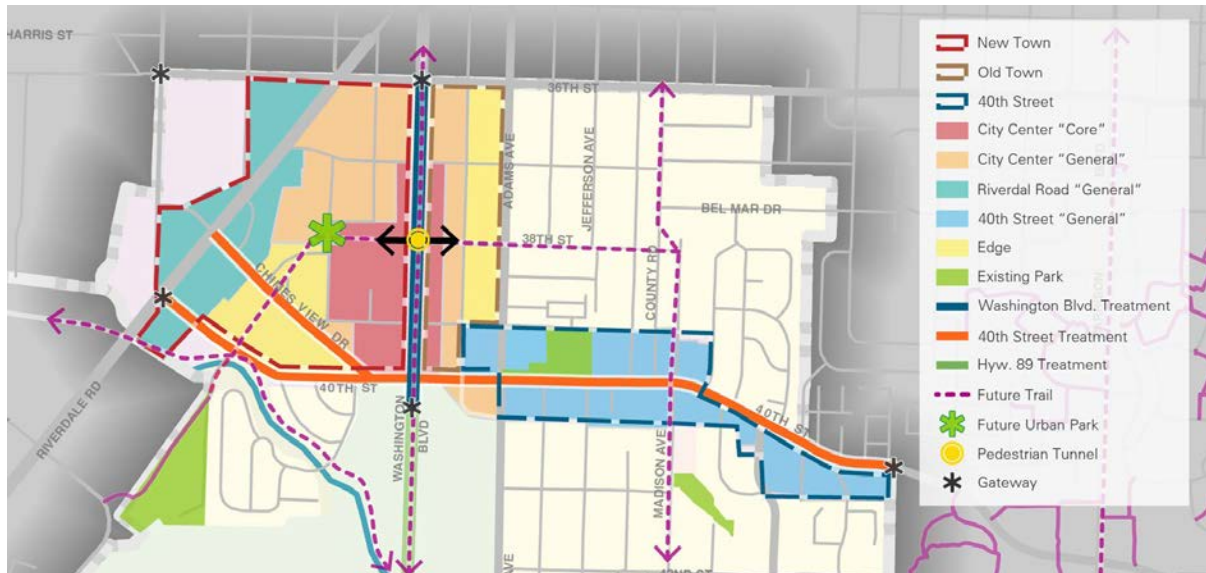 HARRIS ST
36TH ST
ADAMS AVE
JEFFERSON AVE
BEL MAR DR
38TH ST
COUNTY RD
CHIMES VIEW DR
40TH ST
RIVERDALE RD
WASHINGTON
BLVD
MADISON AVE
40TH ST
AVE
42ND ST
New Town
Old Town
40th Street
City Center "Core"
City Center "General"
Riverdal Road "General"
40th Street "General"
Edge
Existing Park
Washington Blvd. Treatment
40th Street Treatment
Hyw. 89 Treatment
Future Trail
Future Urban Park
Pedestrian Tunnel
Gateway